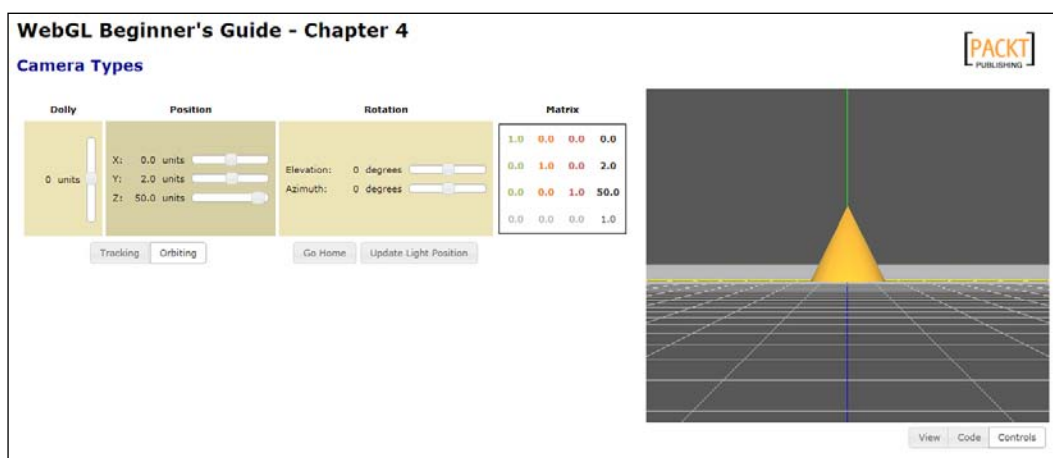 WebGL Beginner's Guide - Chapter 4
PACKT
PUBLISHING
Camera Types
Dolly Position Rotation Matrix
0 units
X: 0.0 units
Y: 2.0 units
Z: 50.0 units
Elevation: 0 degrees
Azimuth: 0 degrees
1.0 0.0 0.0 0.0
0.0 1.0 0.0 2.0
0.0 0.0 1.0 50.0
0.0 0.0 0.0 1.0
Tracking Orbiting Go Home Update Light Position
View Code Controls